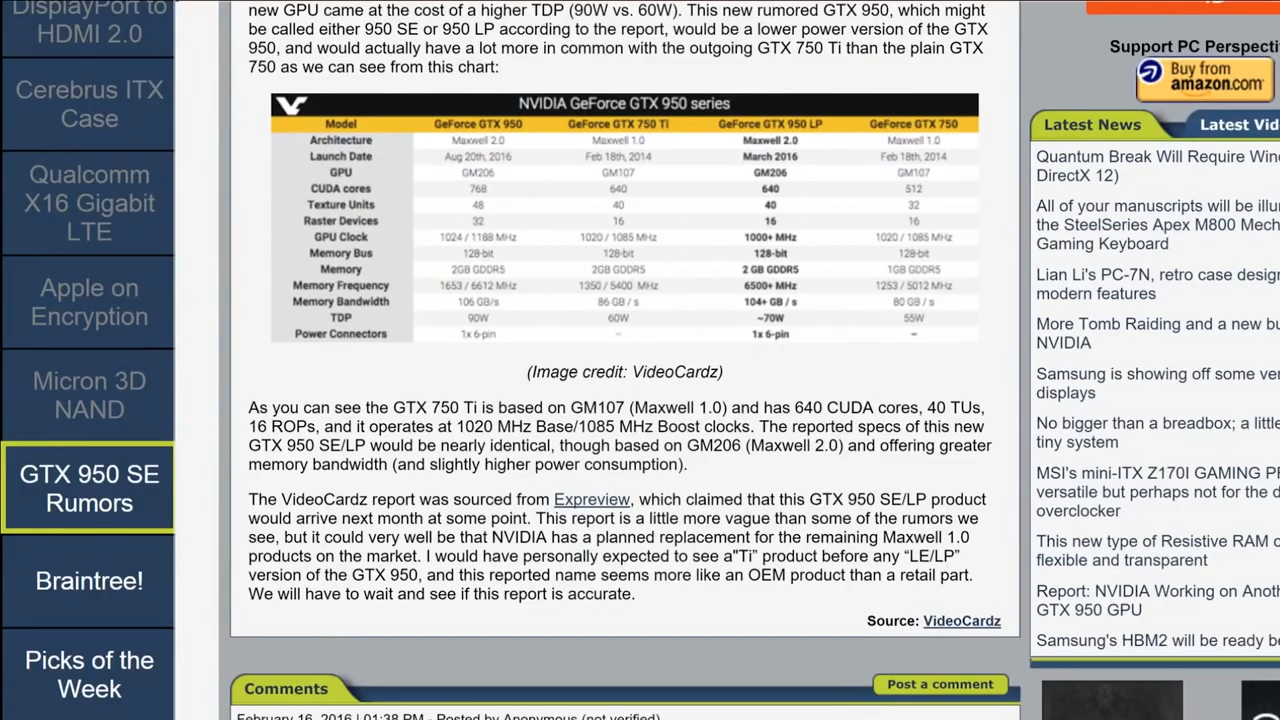 DisplayPort to
HDMI 2.0
Cerebrus ITX
Case
Qualcomm
X16 Gigabit
LTE
Apple on
Encryption
Micron 3D
NAND
GTX 950 SE
Rumors
Braintree!
Picks of the
Week
new GPU came at the cost of a higher TDP (90W vs. 60W). This new rumored GTX 950, which might
be called either 950 SE or 950 LP according to the report, would be a lower power version of the GTX
950, and would actually have a lot more in common with the outgoing GTX 750 Ti than the plain GTX
750 as we can see from this chart:
NVIDIA GeForce GTX 950 series
Model GeForce GTX 950 GeForce GTX 750 Ti GeForce GTX 950 LP GeForce GTX 750
Architecture Maxwell 2.0 Maxwell 1.0 Maxwell 2.0 Maxwell 1.0
Launch Date Aug 20th, 2016 Feb 18th, 2014 March 2016 Feb 18th, 2014
GPU GM206 GM107 GM206 GM107
CUDA cores 768 640 640 512
Texture Units 48 40 40 32
Raster Devices 32 16 16 16
GPU Clock 1024 / 1188 MHz 1020 / 1085 MHz 1000+ MHz 1020 / 1085 MHz
Memory Bus 128-bit 128-bit 128-bit 128-bit
Memory 2GB GDDR5 2GB GDDR5 2 GB GDDR5 1GB GDDR5
Memory Frequency 1653 / 6612 MHz 1350 / 5400 MHz 6500+ MHz 1253 / 5012 MHz
Memory Bandwidth 106 GB/s 86 GB / s 104+ GB / s 80 GB / s
TDP 90W 60W ~70W 55W
Power Connectors 1x 6-pin – 1x 6-pin –
(Image credit: VideoCardz)
As you can see the GTX 750 Ti is based on GM107 (Maxwell 1.0) and has 640 CUDA cores, 40 TUs,
16 ROPs, and it operates at 1020 MHz Base/1085 MHz Boost clocks. The reported specs of this new
GTX 950 SE/LP would be nearly identical, though based on GM206 (Maxwell 2.0) and offering greater
memory bandwidth (and slightly higher power consumption).
The VideoCardz report was sourced from Expreview, which claimed that this GTX 950 SE/LP product
would arrive next month at some point. This report is a little more vague than some of the rumors we
see, but it could very well be that NVIDIA has a planned replacement for the remaining Maxwell 1.0
products on the market. I would have personally expected to see a"Ti" product before any “LE/LP”
version of the GTX 950, and this reported name seems more like an OEM product than a retail part.
We will have to wait and see if this report is accurate.
Source: VideoCardz
Comments
Post a comment
February 16, 2016 | 01:38 PM - Posted by Anonymous (not verified)
Support PC Perspecti
Buy from
amazon.com
Latest News
Latest Vid
Quantum Break Will Require Win
DirectX 12)
All of your manuscripts will be illu
the SteelSeries Apex M800 Mech
Gaming Keyboard
Lian Li's PC-7N, retro case desig
modern features
More Tomb Raiding and a new bu
NVIDIA
Samsung is showing off some ver
displays
No bigger than a breadbox; a little
tiny system
MSI's mini-ITX Z170I GAMING P
versatile but perhaps not for the d
overclocker
This new type of Resistive RAM o
flexible and transparent
Report: NVIDIA Working on Anot
GTX 950 GPU
Samsung's HBM2 will be ready be